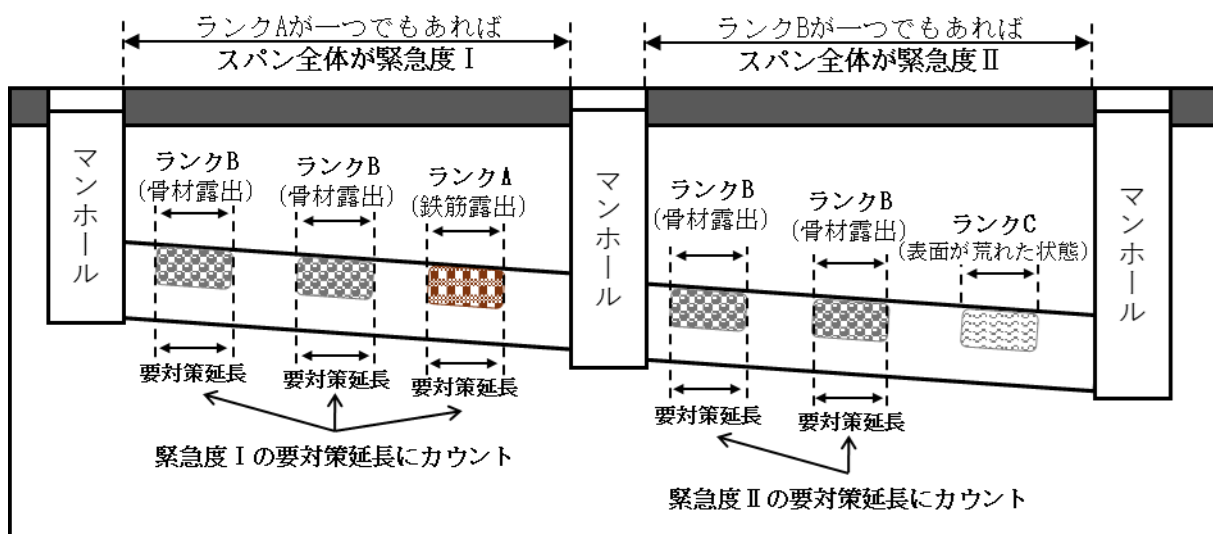 ランクAが一つでもあれば
スパン全体が緊急度Ⅰ
ランクBが一つでもあれば
スパン全体が緊急度Ⅱ
マンホール
ランクB
(骨材露出)
ランクB
(骨材露出)
ランクA
(鉄筋露出)
マンホール
ランクB
(骨材露出)
ランクB
(骨材露出)
ランクC
(表面が荒れた状態)
マンホール
要対策延長
要対策延長
要対策延長
緊急度Ⅰの要対策延長にカウント
要対策延長
要対策延長
緊急度Ⅱの要対策延長にカウント